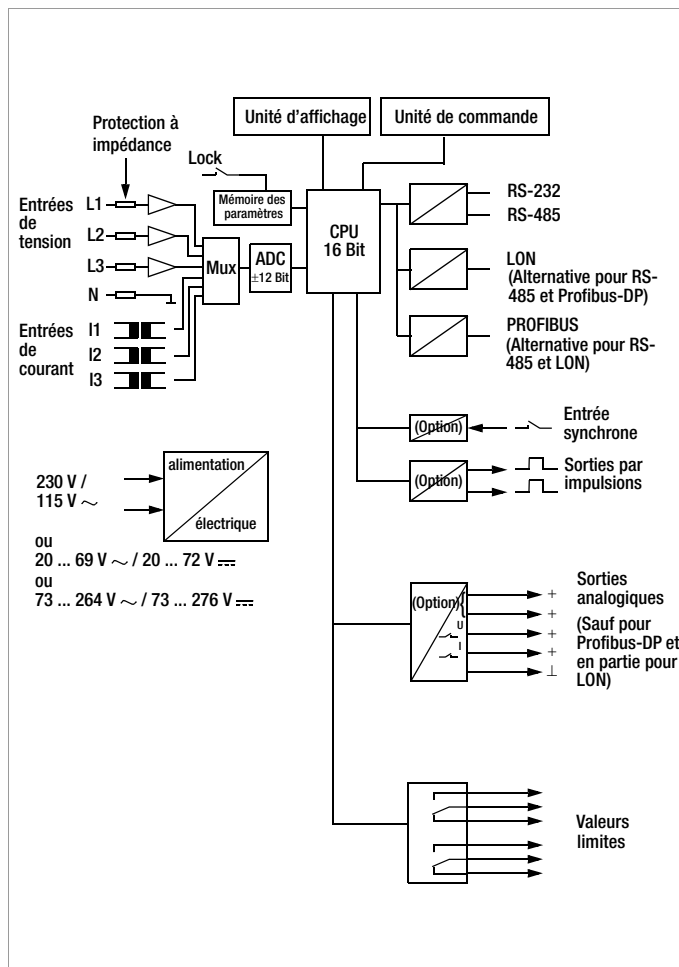 Unité d'affichage
Unité de commande
Protection à
impédance
Lock
Mémoire des
paramètres
CPU
16 Bit
RS-232
RS-485
Entrées
de
tension
L1
L2
L3
N
Mux
ADC
±12 Bit
LON
(Alternative pour RS-
485 et Profibus-DP)
Entrées
de
courant
I1
I2
I3
PROFIBUS
(Alternative pour RS-
485 et LON)
(Option)
Entrée
synchrone
(Option)
Sorties par
impulsions
230 V /
115 V ~
alimentation
électrique
ou
20 ... 69 V ~ / 20 ... 72 V ⎓
ou
73 ... 264 V ~ / 73 ... 276 V ⎓
(Option)
U
I
+
+
+
+
⊥
Sorties
analogiques
(Sauf pour
Profibus-DP et
en partie pour
LON)
Valeurs
limites